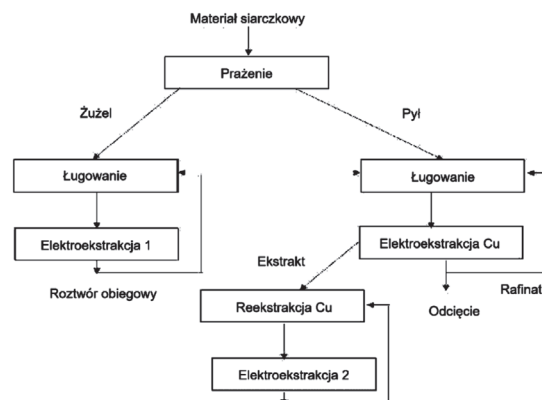 Materiał siarczkowy
Prażenie
Żużel
Pył
Ługowanie
Ługowanie
Elektroekstrakcja 1
Elektroekstrakcja Cu
Ekstrakt
Roztwór obiegowy
Rafinat
Reekstrakcja Cu
Odcięcie
Elektroekstrakcja 2